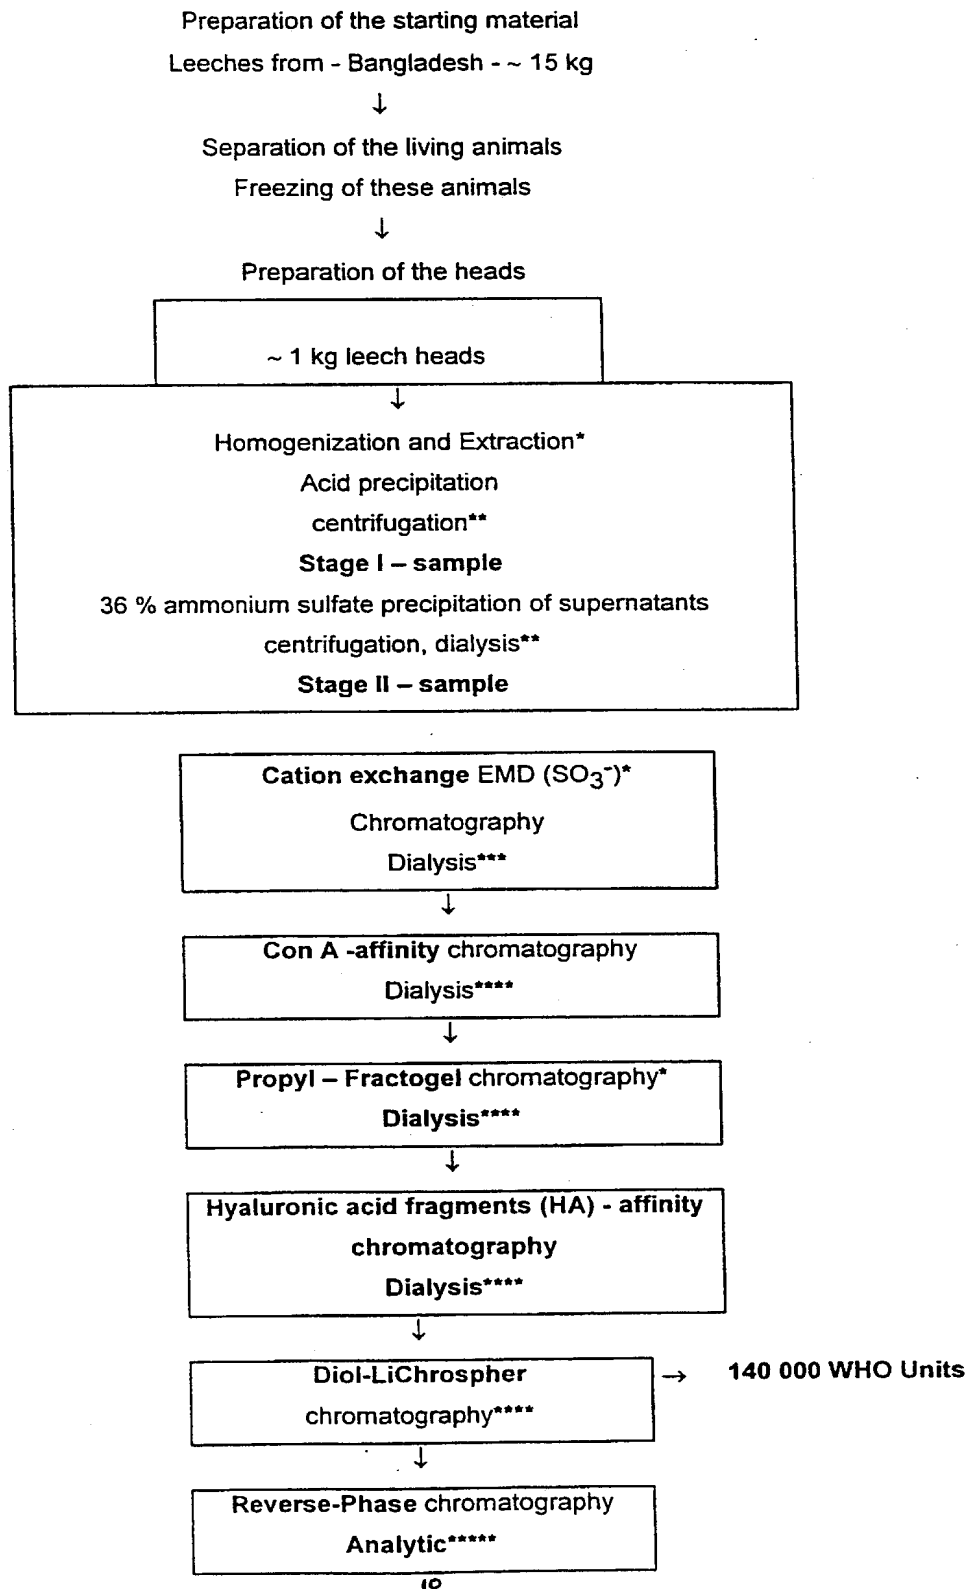 Preparation of the starting material
Leeches from - Bangladesh - ~ 15 kg
↓
Separation of the living animals
Freezing of these animals
↓
Preparation of the heads
~ 1 kg leech heads
↓
Homogenization and Extraction*
Acid precipitation
centrifugation**
Stage I – sample
36 % ammonium sulfate precipitation of supernatants
centrifugation, dialysis**
Stage II – sample
Cation exchange EMD (SO3-)*
Chromatography
Dialysis***
↓
Con A -affinity chromatography
Dialysis****
↓
Propyl – Fractogel chromatography*
Dialysis****
↓
Hyaluronic acid fragments (HA) - affinity
chromatography
Dialysis****
↓
Diol-LiChrospher → 140 000 WHO Units
chromatography****
↓
Reverse-Phase chromatography
Analytic*****